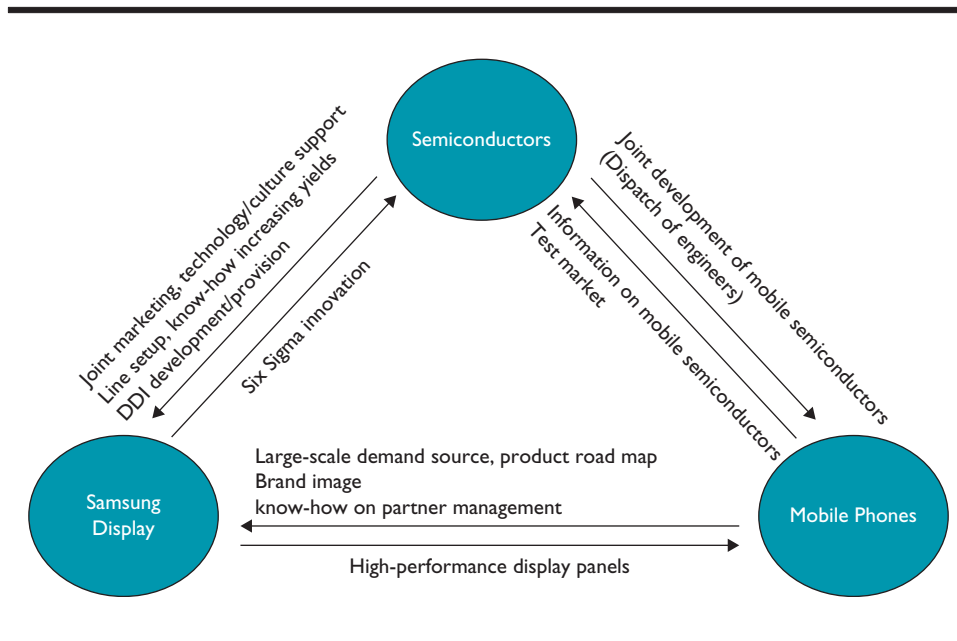 Semiconductors
Joint marketing, technology/culture support
Line setup, know-how increasing yields
DDI development/provision
Six Sigma innovation
Joint development of mobile semiconductors
(Dispatch of engineers)
Information on mobile semiconductors
Test market
Large-scale demand source, product road map
Brand image
know-how on partner management
Samsung
Display
Mobile Phones
High-performance display panels